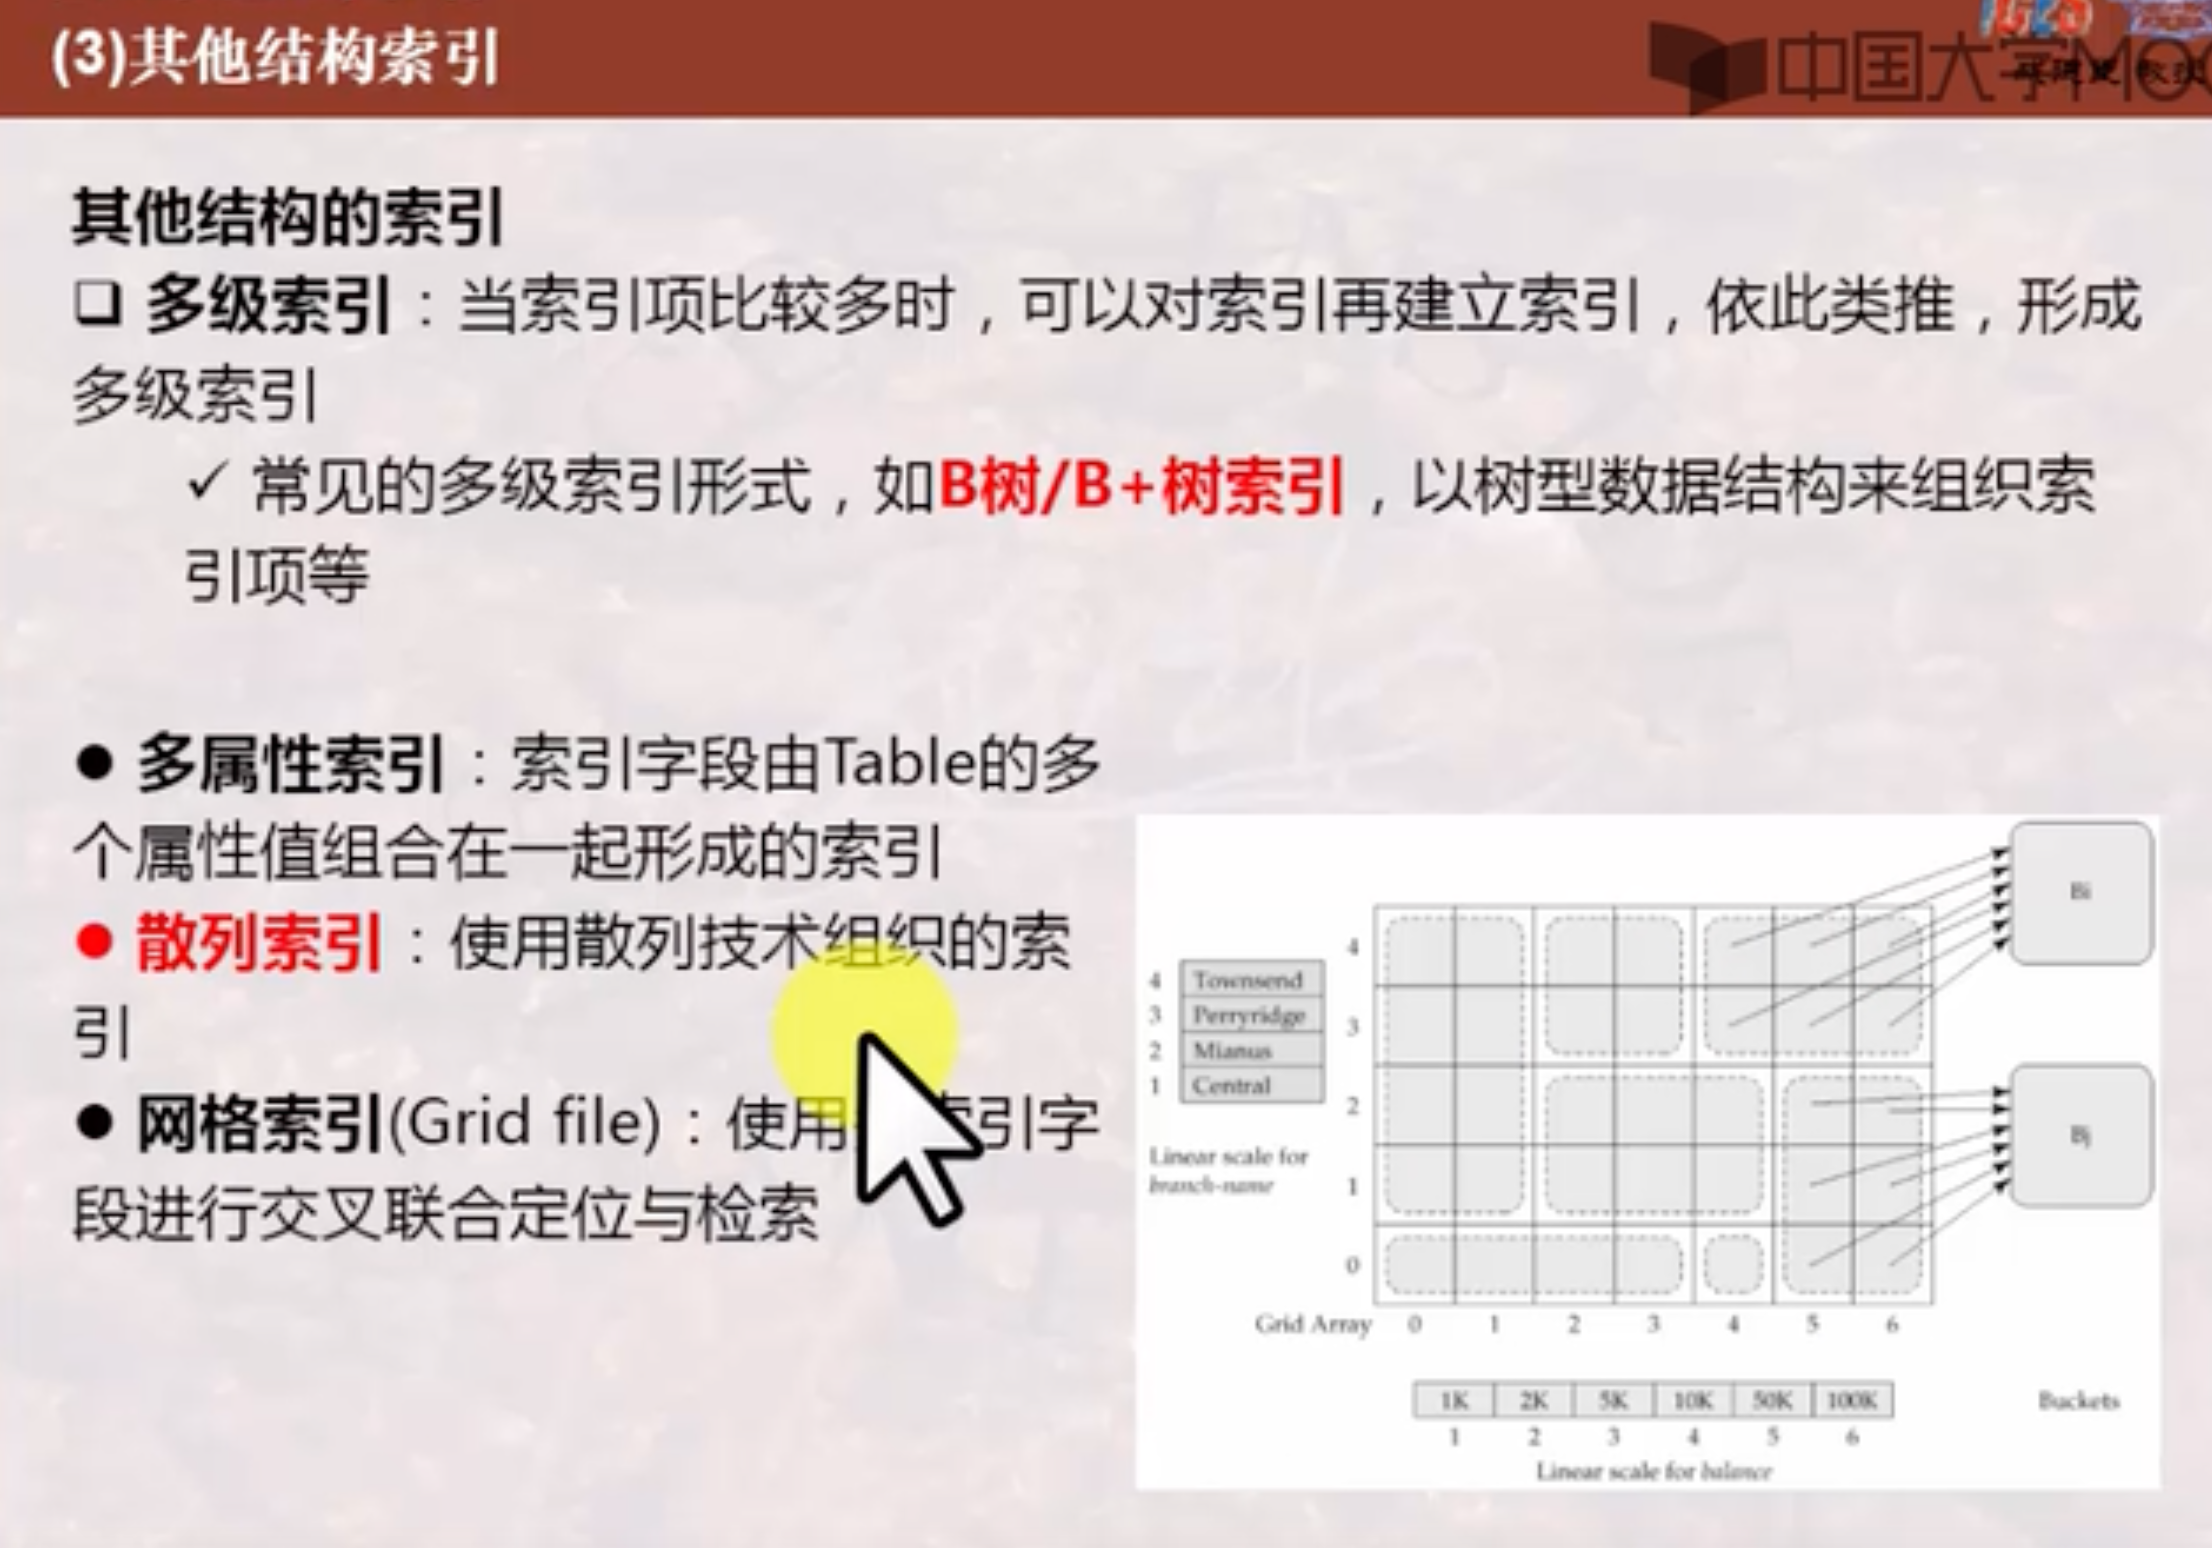 (3)其他结构索引
中国大学MOO
教授
其他结构的索引
❑ 多级索引：当索引项比较多时，可以对索引再建立索引，依此类推，形成
多级索引
✓ 常见的多级索引形式，如B树/B+树索引，以树型数据结构来组织索
引项等
● 多属性索引：索引字段由Table的多
个属性值组合在一起形成的索引
● 散列索引：使用散列技术组织的索
引
● 网格索引(Grid file)：使用 索引字
段进行交叉联合定位与检索
4 Townsend
3 Perryridge
2 Mianus
1 Central
Linear scale for
branch-name
4
3
2
1
0
Grid Array 0 1 2 3 4 5 6
Bi
Bj
1K 2K 5K 10K 50K 100K
1 2 3 4 5 6
Linear scale for balance
Buckets